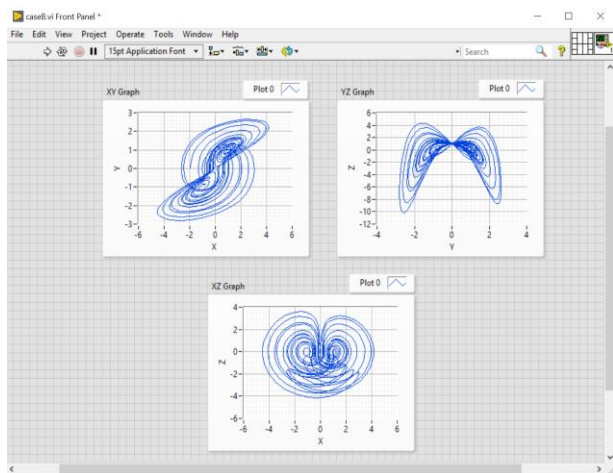 caseB.vi Front Panel *
File Edit View Project Operate Tools Window Help
15pt Application Font
Search
XY Graph
Plot 0
3
2
1
0
-1
-2
-3
Y
-6 -4 -2 0 2 4 6
X
YZ Graph
Plot 0
6
4
2
0
-2
-4
-6
-8
-10
-12
Z
-4 -2 0 2 4
Y
XZ Graph
Plot 0
4
2
0
-2
-4
-6
Z
-6 -4 -2 0 2 4 6
X